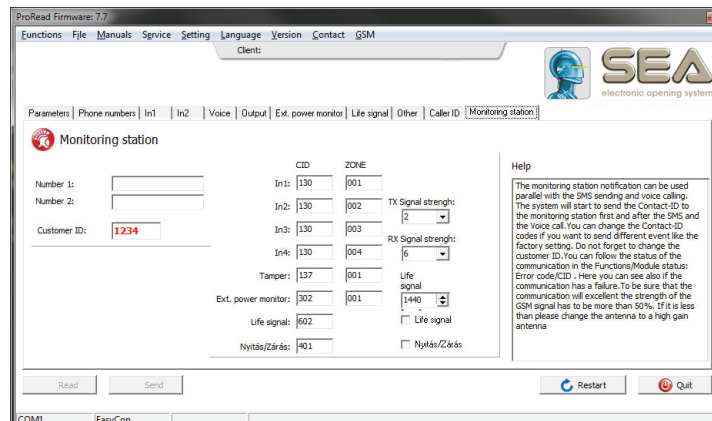 ProRead Firmware: 7.7
Functions File Manuals Service Setting Language Version Contact GSM
Client:
SEA
electronic opening system
Parameters Phone numbers In1 In2 Voice Output Ext. power monitor Life signal Other Caller ID Monitoring station
Monitoring station
Number 1:
Number 2:
Customer ID: 1234
CID ZONE
In1: 130 001
In2: 130 002
In3: 130 003
In4: 130 004
Tamper: 137 001
Ext. power monitor: 302 001
Life signal: 602
Nyitás/Zárás: 401
TX Signal strengh:
2
RX Signal strengh:
6
Life
signal
1440
Life signal
Nyitás/Zárás
Help
The monitoring station notification can be used
parallel with the SMS sending and voice calling.
The system will start to send the Contact-ID to
the monitoring station first and after the SMS and
the Voice call.You can change the Contact-ID
codes if you want to send different event like the
factory setting. Do not forget to change the
customer ID.You can follow the status of the
communication in the Functions/Module status:
Error code/CID . Here you can see also if the
communication has a failure.To be sure that the
communication will excellent the strength of the
GSM signal has to be more than 50%. If it is less
than please change the antenna to a high gain
antenna
Read Send Restart Quit
COM1 EasyCon